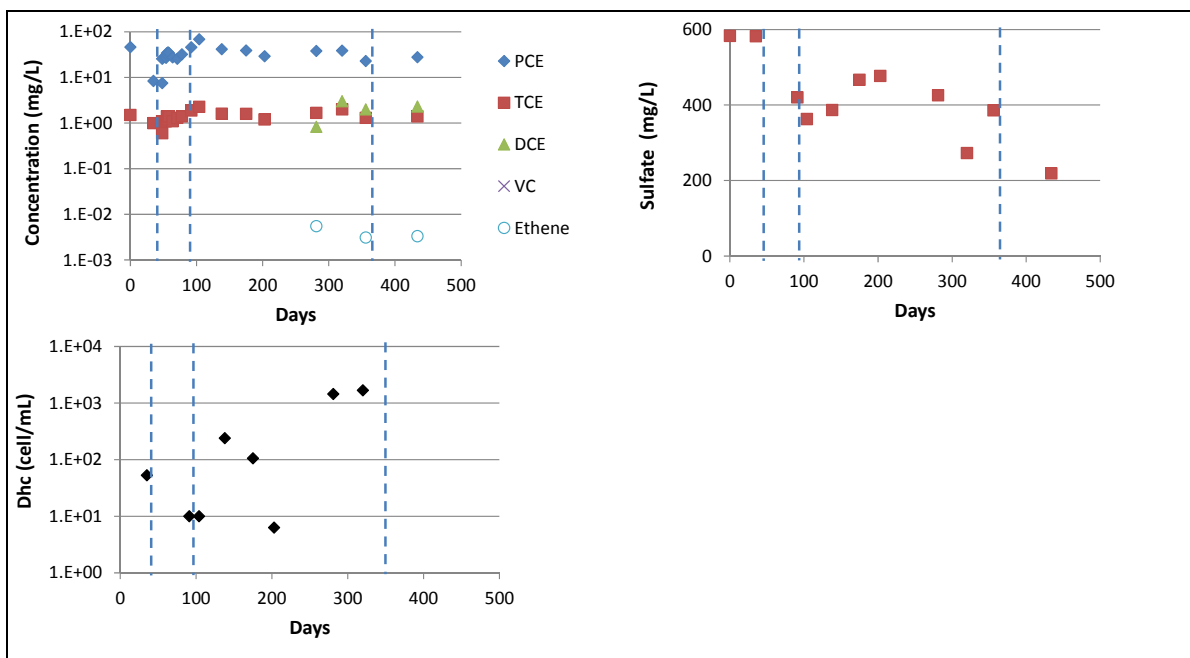 Concentration (mg/L)
1.E+02
1.E+01
1.E+00
1.E-01
1.E-02
1.E-03
0 100 200 300 400 500
Days
PCE
TCE
DCE
VC
Ethene
Sulfate (mg/L)
600
400
200
0
0 100 200 300 400 500
Days
Dhc (cell/mL)
1.E+04
1.E+03
1.E+02
1.E+01
1.E+00
0 100 200 300 400 500
Days